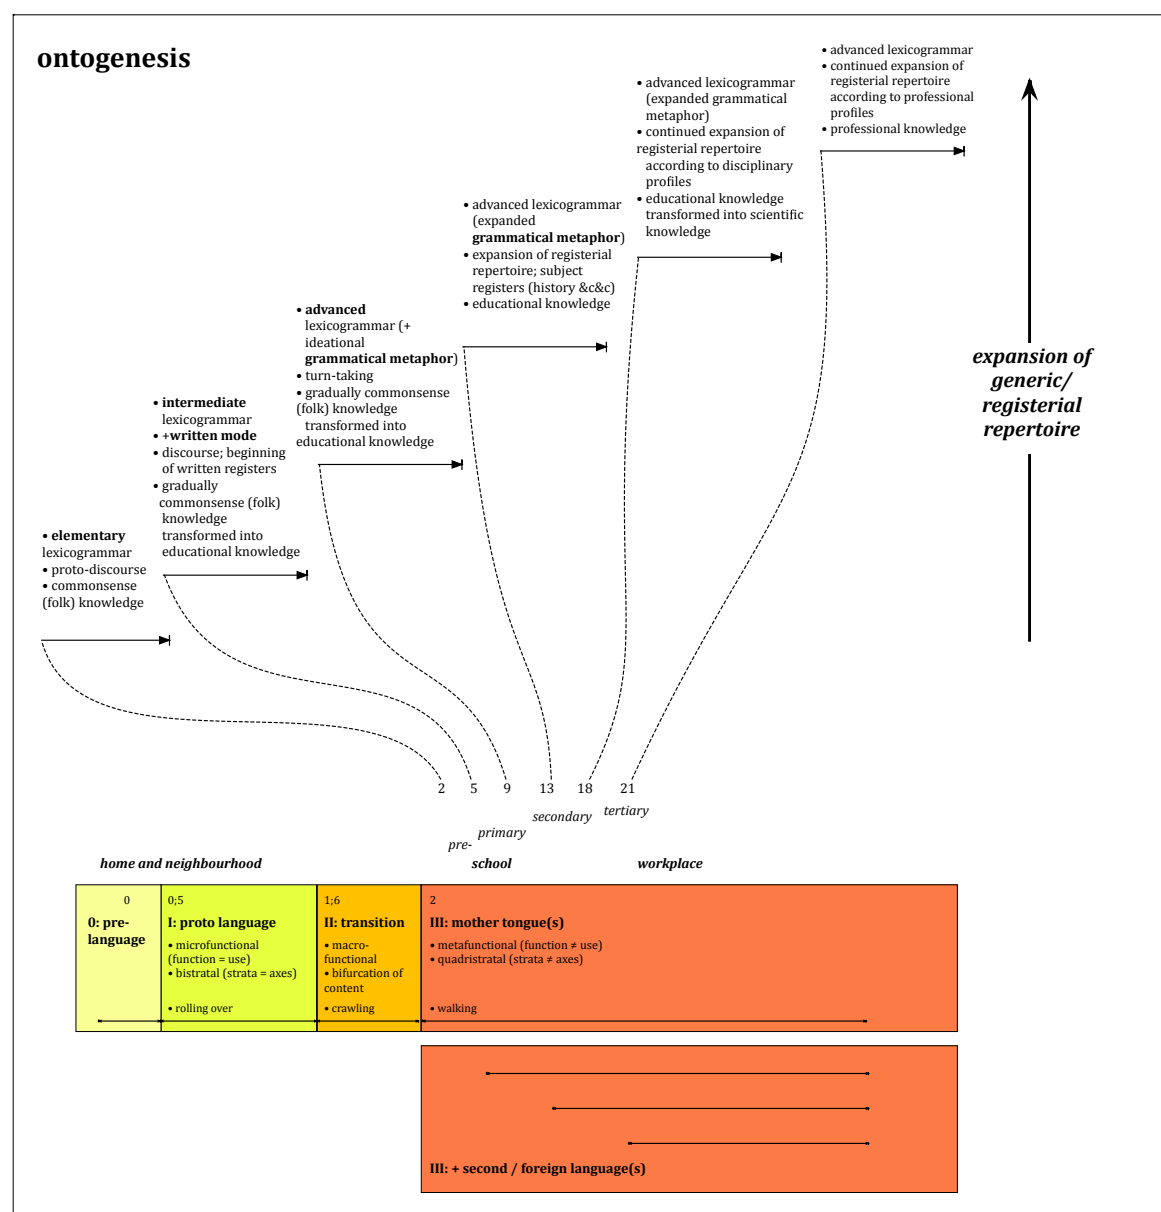 ontogenesis
• advanced lexicogrammar
• continued expansion of
registerial repertoire
according to professional
profiles
• professional knowledge
• advanced lexicogrammar
(expanded grammatical
metaphor)
• continued expansion of
registerial repertoire
according to disciplinary
profiles
• educational knowledge
transformed into scientific
knowledge
• advanced lexicogrammar
(expanded
grammatical metaphor)
• expansion of registerial
repertoire; subject
registers (history &c&c)
• educational knowledge
• advanced
lexicogrammar (+
ideational
grammatical metaphor)
• turn-taking
• gradually commonsense
(folk) knowledge
transformed into
educational knowledge
• intermediate
lexicogrammar
• +written mode
• discourse; beginning
of written registers
• gradually
commonsense (folk)
knowledge
transformed into
educational knowledge
• elementary
lexicogrammar
• proto-discourse
• commonsense
(folk) knowledge
expansion of
generic/
registerial
repertoire
2 5 9 13 18 21
tertiary
secondary
primary
pre-
home and neighbourhood school workplace
0
0: pre-
language
0;5
I: proto language
• microfunctional
(function = use)
• bistratal (strata = axes)
• rolling over
1;6
II: transition
• macro-
functional
• bifurcation of
content
• crawling
2
III: mother tongue(s)
• metafunctional (function ≠ use)
• quadristratal (strata ≠ axes)
• walking
III: + second / foreign language(s)